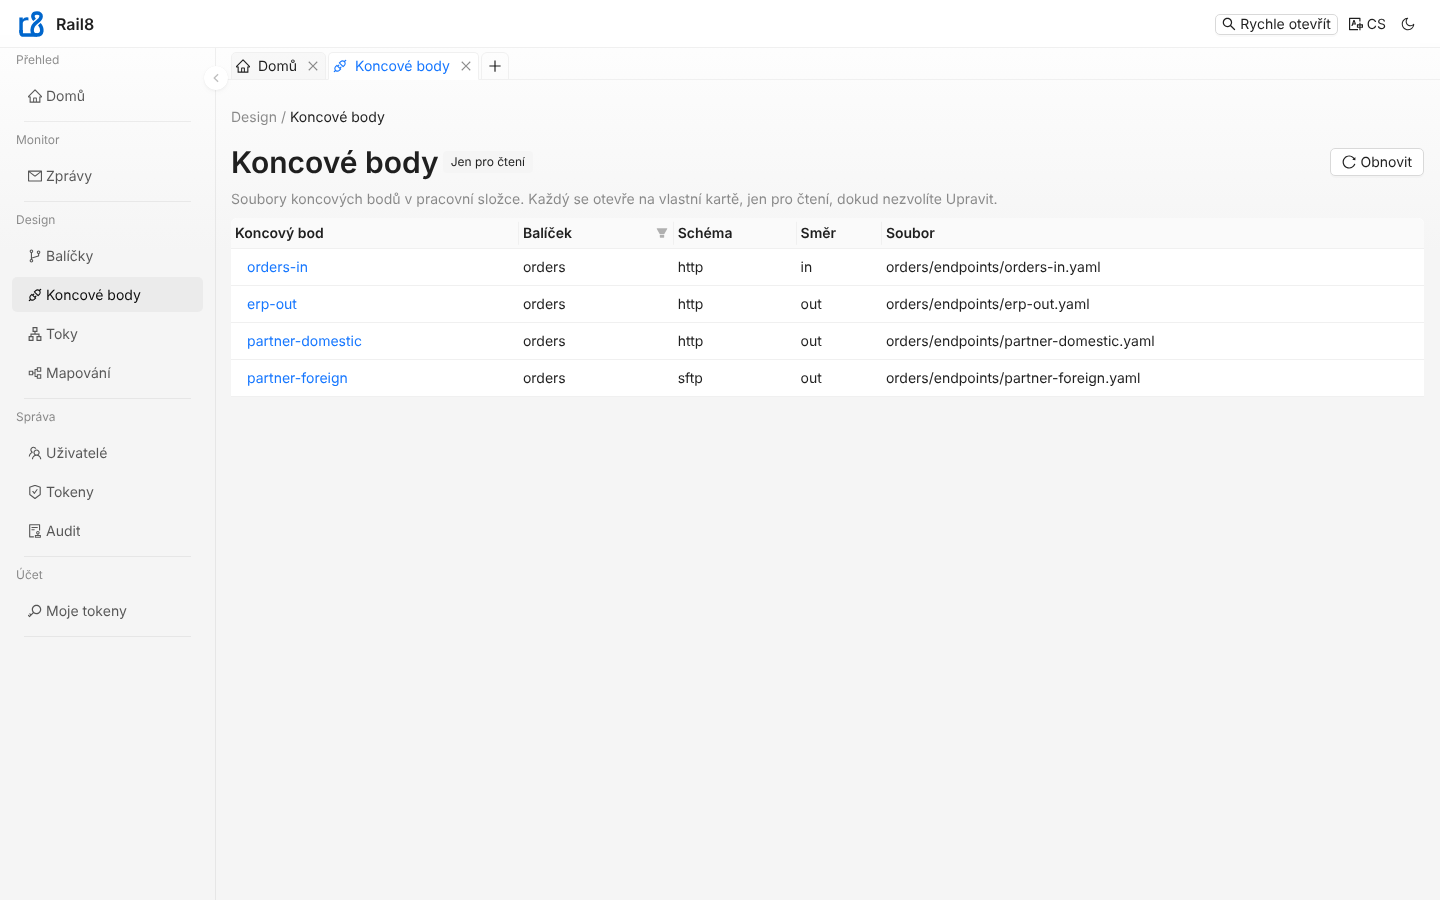 Rail8
Rychle otevřít
CS
Přehled
Domů
Monitor
Zprávy
Design
Balíčky
Koncové body
Toky
Mapování
Správa
Uživatelé
Tokeny
Audit
Účet
Moje tokeny
Domů
Koncové body
Design / Koncové body
Koncové body
Jen pro čtení
Obnovit
Soubory koncových bodů v pracovní složce. Každý se otevře na vlastní kartě, jen pro čtení, dokud nezvolíte Upravit.
Koncový bod Balíček Schéma Směr Soubor
orders-in orders http in orders/endpoints/orders-in.yaml
erp-out orders http out orders/endpoints/erp-out.yaml
partner-domestic orders http out orders/endpoints/partner-domestic.yaml
partner-foreign orders sftp out orders/endpoints/partner-foreign.yaml